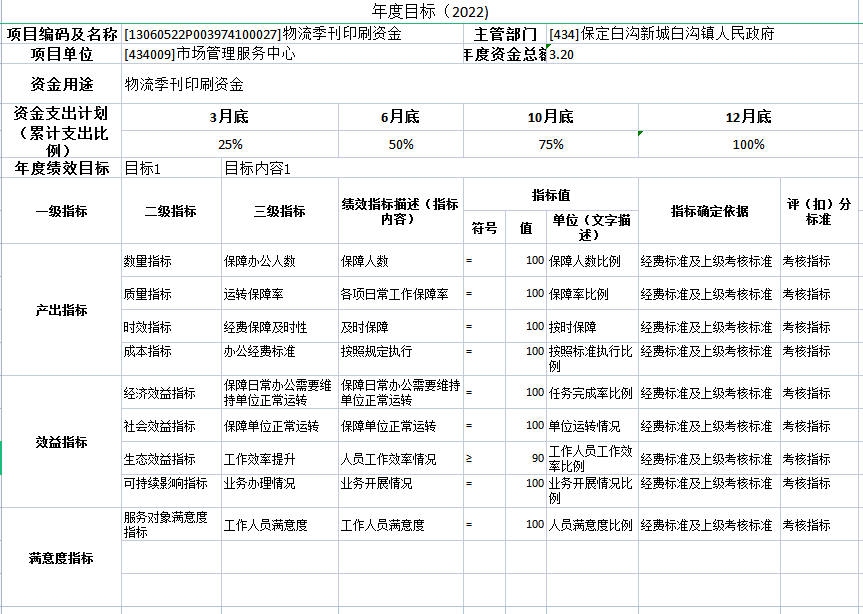 年度目标（2022)
项目编码及名称 [13060522P003974100027]物流季刊印刷资金 主管部门 [434]保定白沟新城白沟镇人民政府
项目单位 [434009]市场管理服务中心 年度资金总额 3.20
资金用途 物流季刊印刷资金
资金支出计划（累计支出比例） 3月底 6月底 10月底 12月底
25% 50% 75% 100%
年度绩效目标 目标1 目标内容1
一级指标 二级指标 三级指标 绩效指标描述（指标内容） 指标值 指标确定依据 评（扣）分标准
符号 值 单位（文字描述）
产出指标
数量指标 保障办公人数 保障人数 = 100 保障人数比例 经费标准及上级考核标准 考核指标
质量指标 运转保障率 各项日常工作保障率 = 100 保障率比例 经费标准及上级考核标准 考核指标
时效指标 经费保障及时性 及时保障 = 100 按时保障 经费标准及上级考核标准 考核指标
成本指标 办公经费标准 按照规定执行 = 100 按照标准执行比例 经费标准及上级考核标准 考核指标
效益指标
经济效益指标 保障日常办公需要维持单位正常运转 保障日常办公需要维持单位正常运转 = 100 任务完成率比例 经费标准及上级考核标准 考核指标
社会效益指标 保障单位正常运转 保障单位正常运转 = 100 单位运转情况 经费标准及上级考核标准 考核指标
生态效益指标 工作效率提升 人员工作效率情况 ≥ 90 工作人员工作效率比例 经费标准及上级考核标准 考核指标
可持续影响指标 业务办理情况 业务开展情况 = 100 业务开展情况比例 经费标准及上级考核标准 考核指标
满意度指标
服务对象满意度指标 工作人员满意度 工作人员满意度 = 100 人员满意度比例 经费标准及上级考核标准 考核指标